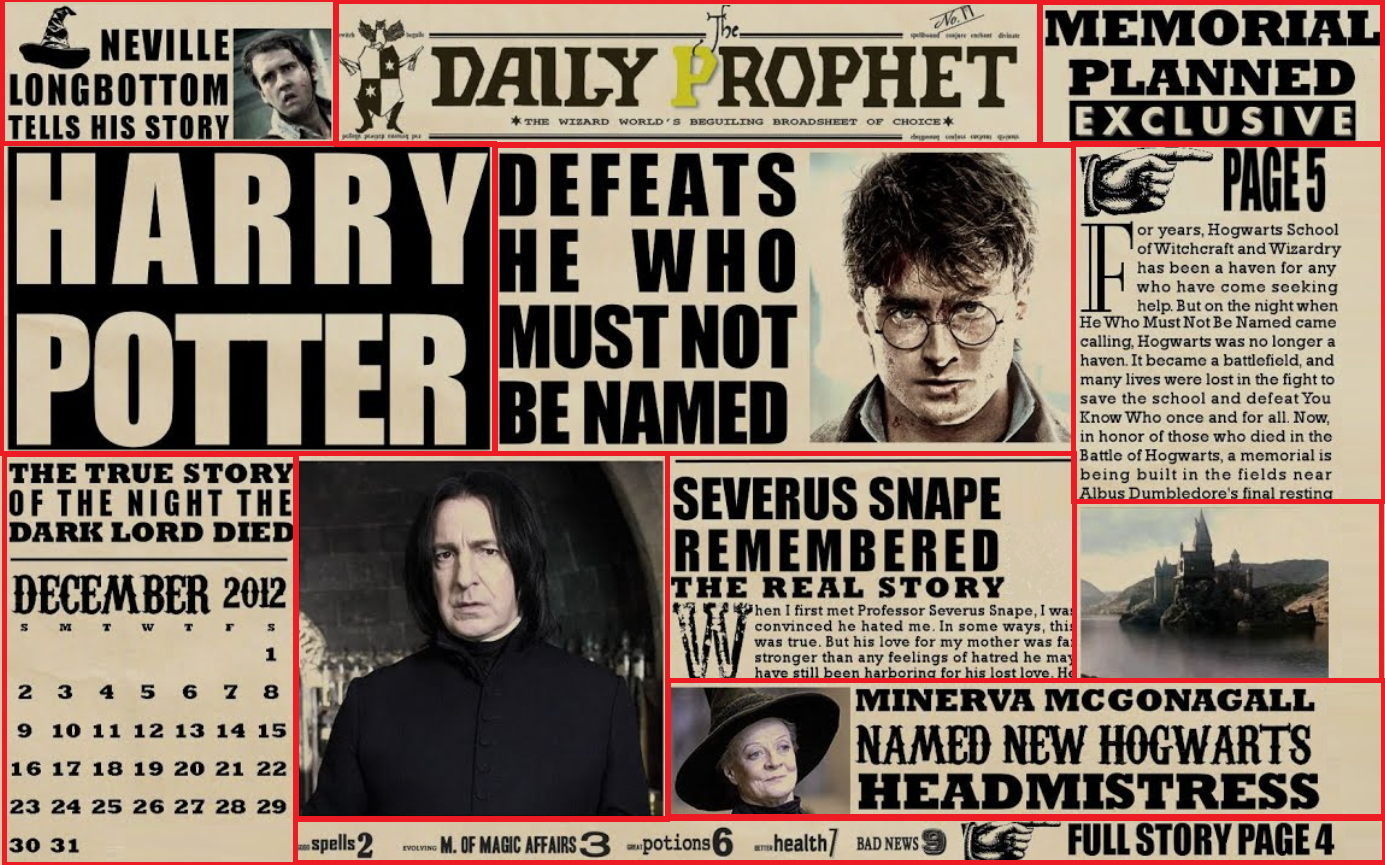 NEVILLE
LONGBOTTOM
TELLS HIS STORY
The
No. 11
DAILY PROPHET
spellbound conjure enchant divinate
THE WIZARD WORLD'S BEGUILING BROADSHEET OF CHOICE
MEMORIAL
PLANNED
EXCLUSIVE
HARRY
POTTER
DEFEATS
HE WHO
MUST NOT
BE NAMED
PAGE 5
For years, Hogwarts School
of Witchcraft and Wizardry
has been a haven for any
who have come seeking
help. But on the night when
He Who Must Not Be Named came
calling, Hogwarts was no longer a
haven. It became a battlefield, and
many lives were lost in the fight to
save the school and defeat You
Know Who once and for all. Now,
in honor of those who died in the
Battle of Hogwarts, a memorial is
being built in the fields near
Albus Dumbledore's final resting
THE TRUE STORY
OF THE NIGHT THE
DARK LORD DIED
DECEMBER 2012
S M T W T F S
1
2 3 4 5 6 7 8
9 10 11 12 13 14 15
16 17 18 19 20 21 22
23 24 25 26 27 28 29
30 31
SEVERUS SNAPE
REMEMBERED
THE REAL STORY
When I first met Professor Severus Snape, I was
convinced he hated me. In some ways, this
was true. But his love for my mother was far
stronger than any feelings of hatred he may
have still been harboring for his lost love. He
MINERVA MCGONAGALL
NAMED NEW HOGWARTS
HEADMISTRESS
spells 2 EVOLVING M. OF MAGIC AFFAIRS 3 GREAT potions 6 BETTER health 7 BAD NEWS 9 FULL STORY PAGE 4